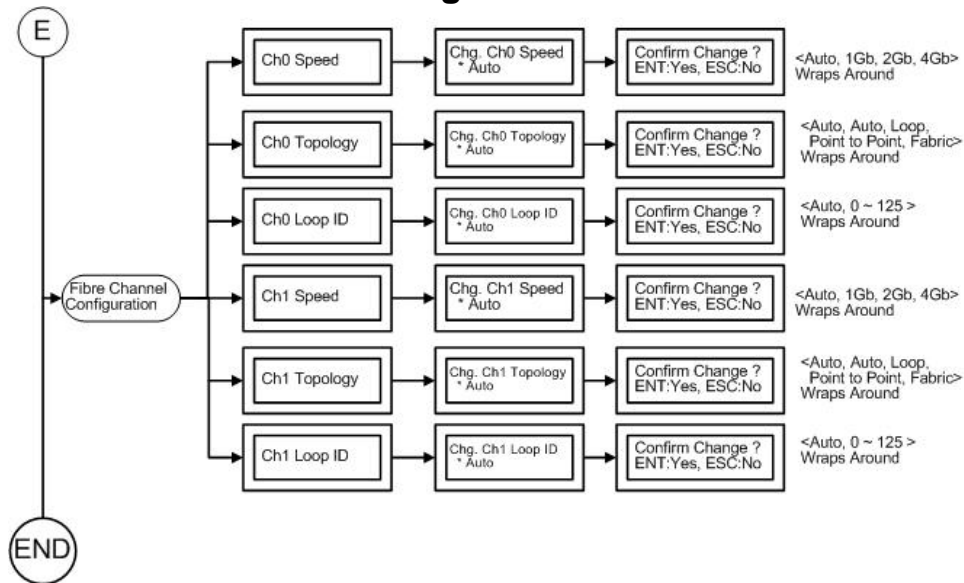 E
Ch0 Speed
Chg. Ch0 Speed
* Auto
Confirm Change ?
ENT:Yes, ESC:No
<Auto, 1Gb, 2Gb, 4Gb>
Wraps Around
Ch0 Topology
Chg. Ch0 Topology
* Auto
Confirm Change ?
ENT:Yes, ESC:No
<Auto, Auto, Loop,
Point to Point, Fabric>
Wraps Around
Ch0 Loop ID
Chg. Ch0 Loop ID
* Auto
Confirm Change ?
ENT:Yes, ESC:No
<Auto, 0 ~ 125 >
Wraps Around
Fibre Channel
Configuration
Ch1 Speed
Chg. Ch1 Speed
* Auto
Confirm Change ?
ENT:Yes, ESC:No
<Auto, 1Gb, 2Gb, 4Gb>
Wraps Around
Ch1 Topology
Chg. Ch1 Topology
* Auto
Confirm Change ?
ENT:Yes, ESC:No
<Auto, Auto, Loop,
Point to Point, Fabric>
Wraps Around
Ch1 Loop ID
Chg. Ch1 Loop ID
* Auto
Confirm Change ?
ENT:Yes, ESC:No
<Auto, 0 ~ 125 >
Wraps Around
END